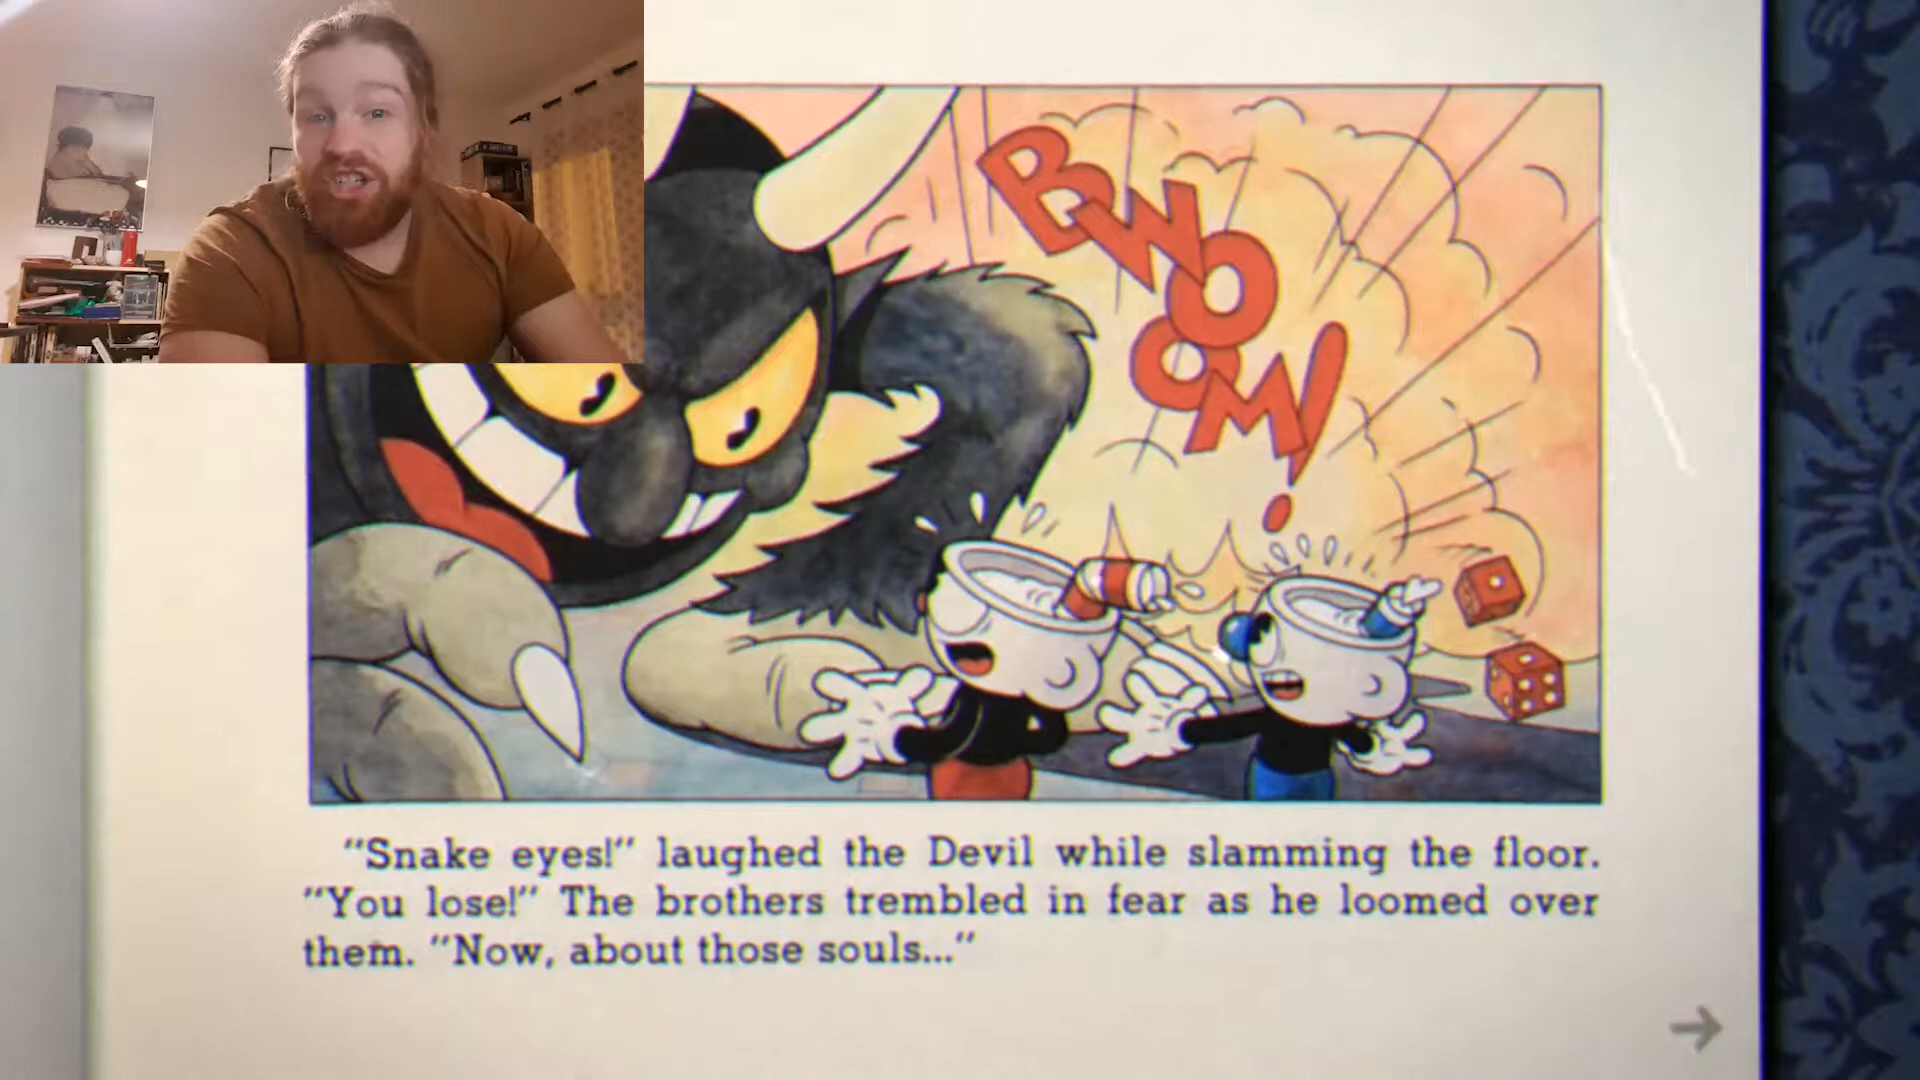 BWOOM!
“Snake eyes!” laughed the Devil while slamming the floor.
“You lose!” The brothers trembled in fear as he loomed over
them. “Now, about those souls...”